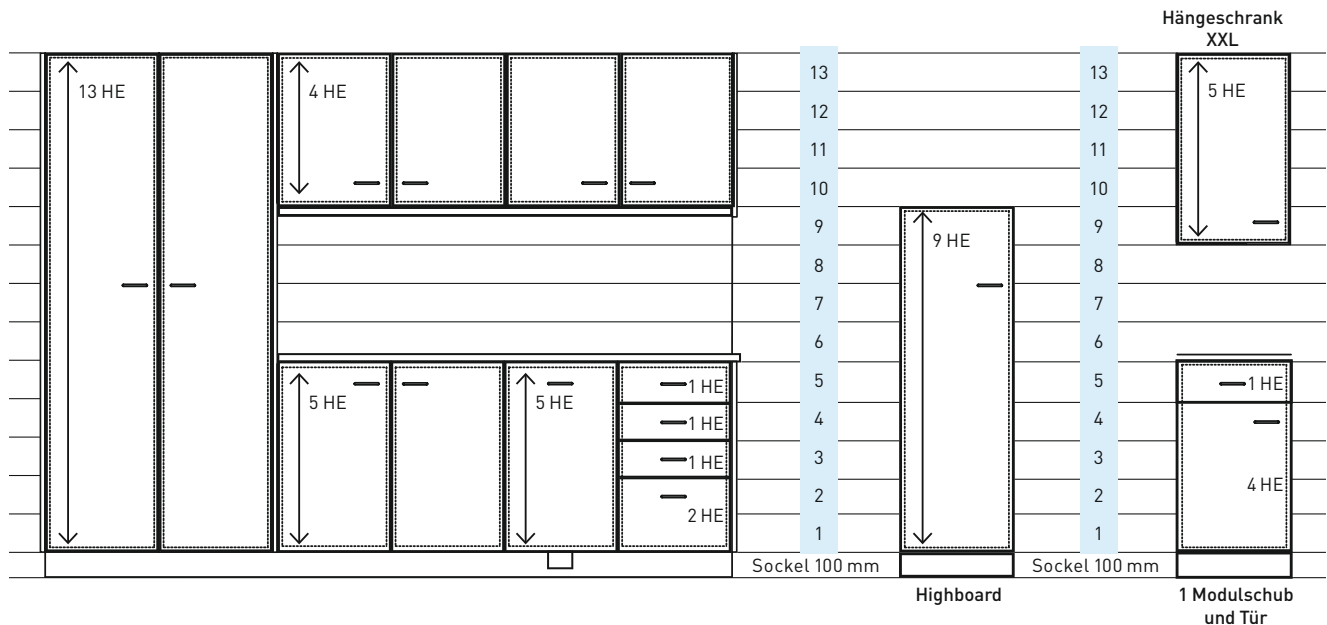 Hängeschrank
XXL
13 HE
4 HE
13
13
5 HE
12
12
11
11
10
10
9
9 HE
9
8
8
7
7
6
6
5 HE
5 HE
1 HE
5
5
1 HE
1 HE
4
4
1 HE
3
3
2 HE
2
2
4 HE
1
1
Sockel 100 mm
Sockel 100 mm
Highboard
1 Modulschub
und Tür